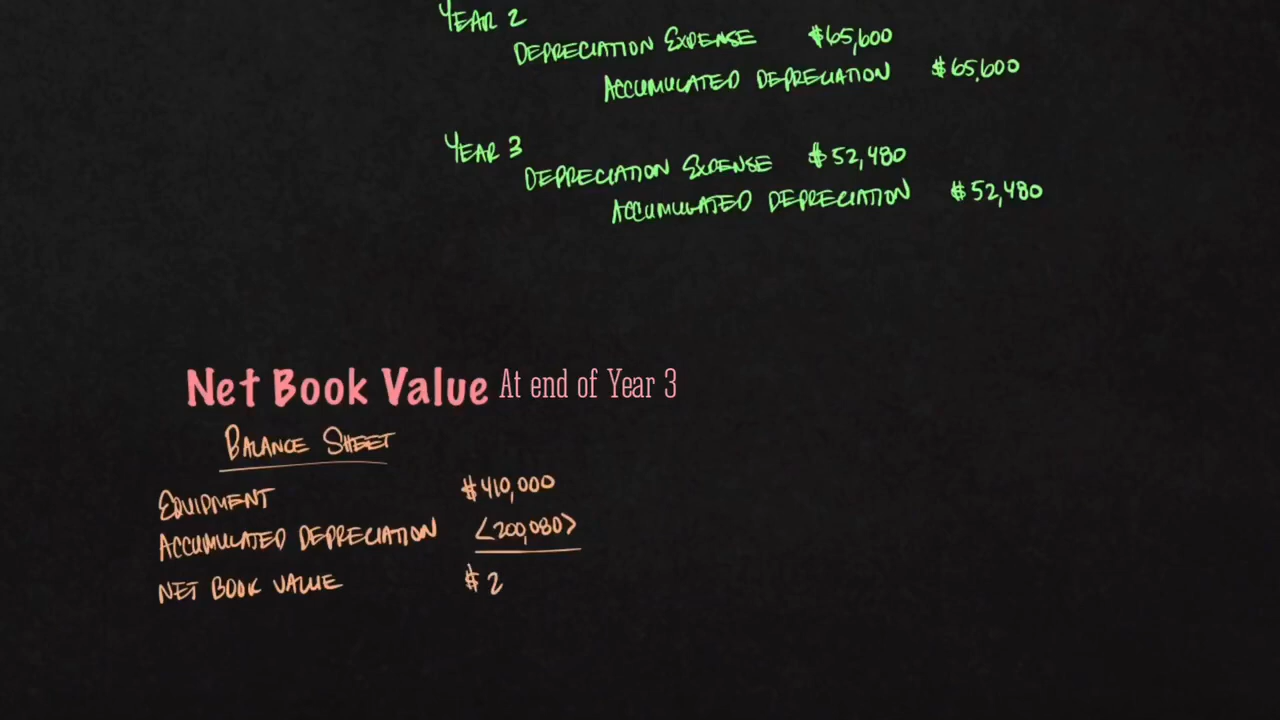 YEAR 2
DEPRECIATION EXPENSE $65,600
ACCUMULATED DEPRECIATION $65,600
YEAR 3
DEPRECIATION EXPENSE $52,480
ACCUMULATED DEPRECIATION $52,480
Net Book Value At end of Year 3
BALANCE SHEET
EQUIPMENT $410,000
ACCUMULATED DEPRECIATION <200,080>
NET BOOK VALUE $2